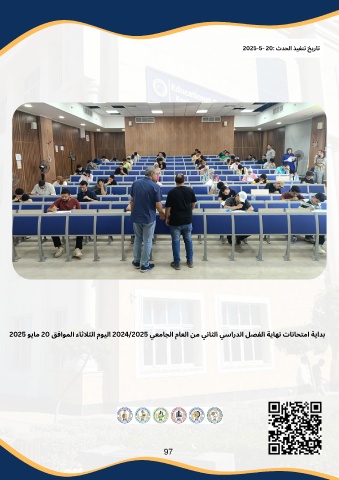 تاريخ تنفيذ الحدث :20 -5-2025
بداية امتحانات نهاية الفصل الدراسي الثاني من العام الجامعي 2024/2025 اليوم الثلاثاء الموافق 20 مايو 2025
97